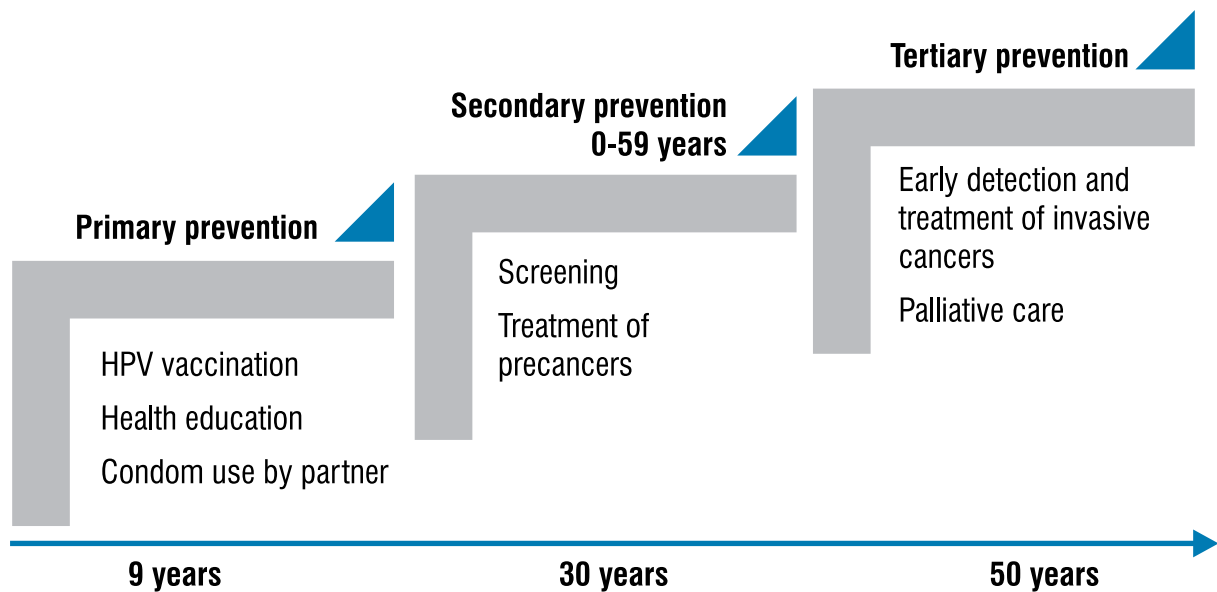 Primary prevention
HPV vaccination
Health education
Condom use by partner
Secondary prevention
0-59 years
Screening
Treatment of
precancers
Tertiary prevention
Early detection and
treatment of invasive
cancers
Palliative care
9 years
30 years
50 years